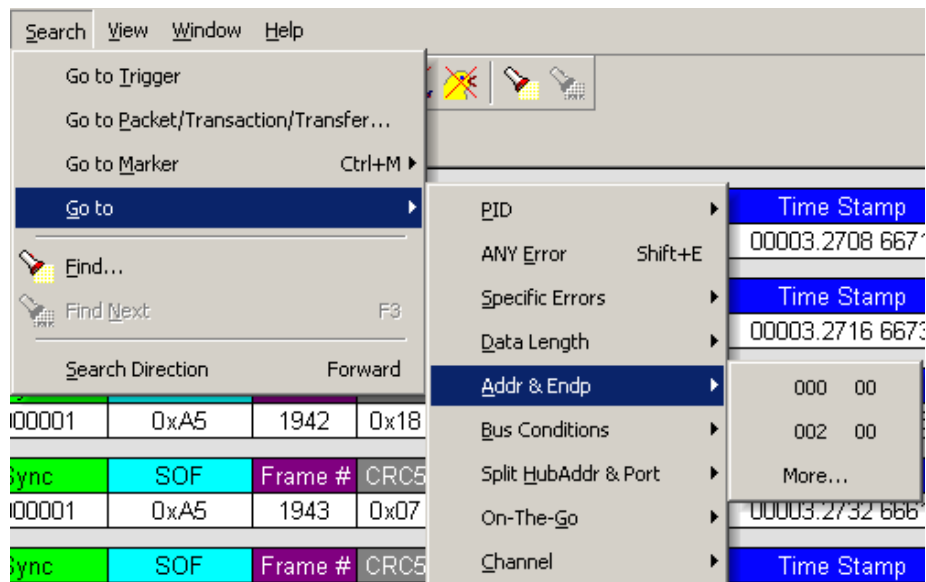 Search View Window Help
Go to Trigger
Go to Packet/Transaction/Transfer...
Go to Marker Ctrl+M
Go to
Find...
Find Next F3
Search Direction Forward
PID
ANY Error Shift+E
Specific Errors
Data Length
Addr & Endp
Bus Conditions
Split HubAddr & Port
On-The-Go
Channel
000 00
002 00
More...
Time Stamp
00003.2708 6671
Time Stamp
00003.2716 6673
000001 0xA5 1942 0x18
Sync SOF Frame # CRC5
000001 0xA5 1943 0x07 00003.2732 6661
Sync SOF Frame # CRC5 Time Stamp